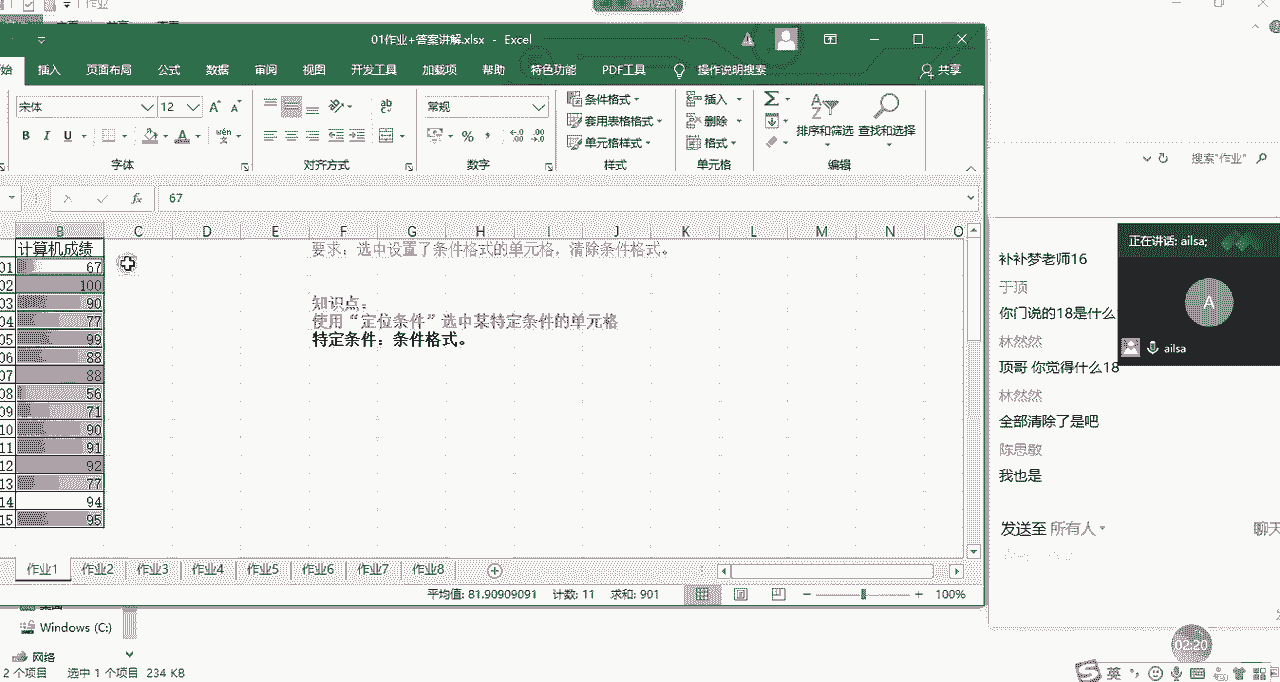 作业
01作业+答案讲解.xlsx - Excel
始 插入 页面布局 公式 数据 审阅 视图 开发工具 加载项 帮助 特色功能 PDF工具 操作说明搜索 共享
宋体 12 常规 条件格式 插入
B I U 套用表格格式 删除 排序和筛选 查找和选择
单元格样式 格式
字体 对齐方式 数字 样式 单元格 编辑
fx 67
B C D E F G H I J K L M N O
计算机成绩 要求：选中设置了条件格式的单元格，清除条件格式。
01 67
02 100
03 90 知识点：
04 77 使用“定位条件”选中某特定条件的单元格
05 99 特定条件：条件格式。
06 88
07 88
08 56
09 71
10 90
11 91
12 92
13 77
14 94
15 95
作业1 作业2 作业3 作业4 作业5 作业6 作业7 作业8
平均值: 81.90909091 计数: 11 求和: 901 100%
Windows (C:)
网络
2 个项目 选中 1 个项目 234 KB
搜索"作业"
正在讲话: ailsa;
A
ailsa
补补梦老师16
于顶
你们说的18是什么
林然然
顶哥 你觉得什么18
林然然
全部清除了是吧
陈思敏
我也是
发送至 所有人 聊天
02:20
英